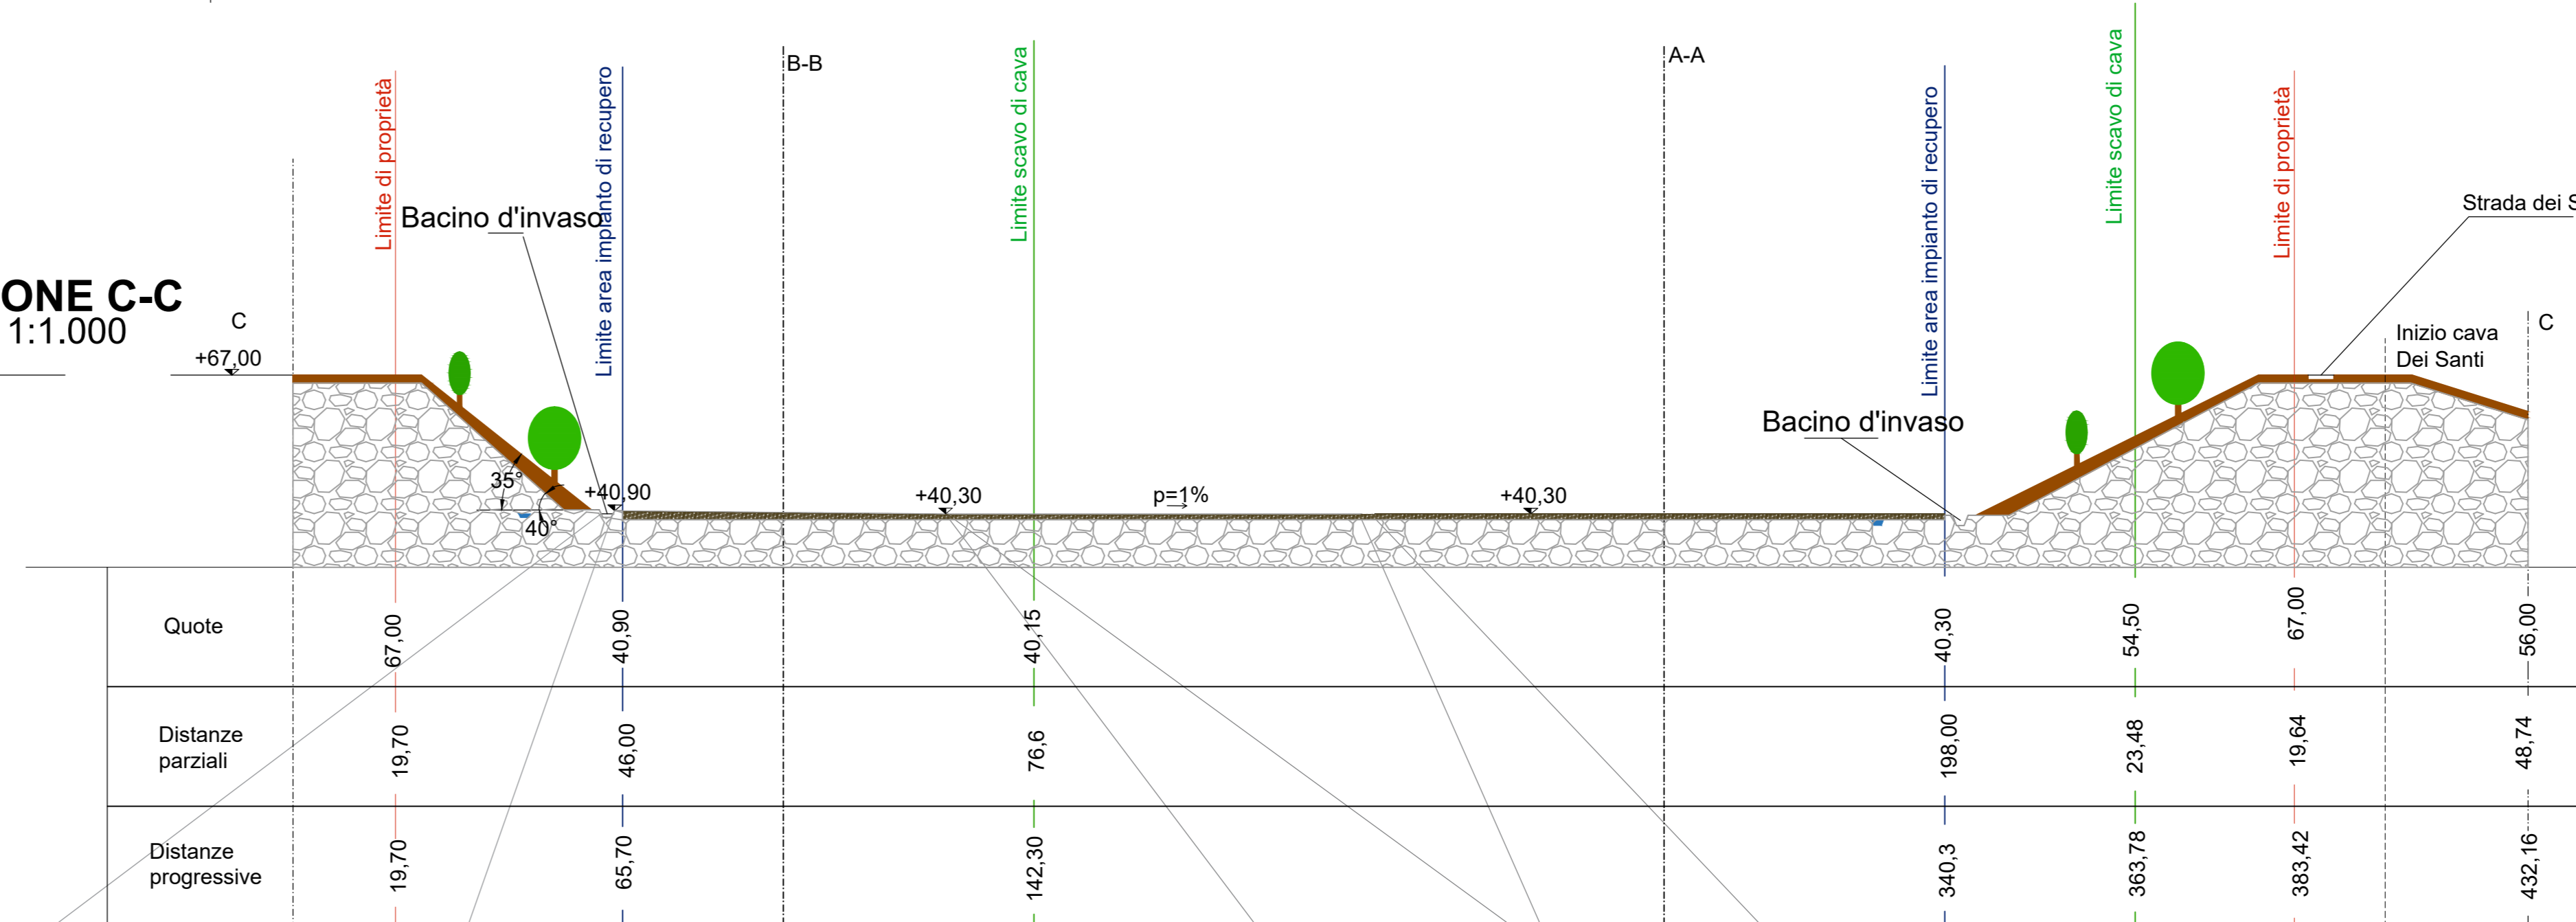 Limite di proprietà
Limite area impianto di recupero
B-B
Limite scavo di cava
A-A
Limite area impianto di recupero
Limite scavo di cava
Limite di proprietà
Bacino d'invaso
Strada dei S
ONE C-C
1:1.000
C
+67,00
Inizio cava
Dei Santi
C
Bacino d'invaso
35°
40°
+40,90
+40,30
p=1%
+40,30
Quote
67,00
40,90
40,15
40,30
54,50
67,00
56,00
Distanze
parziali
19,70
46,00
76,6
198,00
23,48
19,64
48,74
Distanze
progressive
19,70
65,70
142,30
340,3
363,78
383,42
432,16